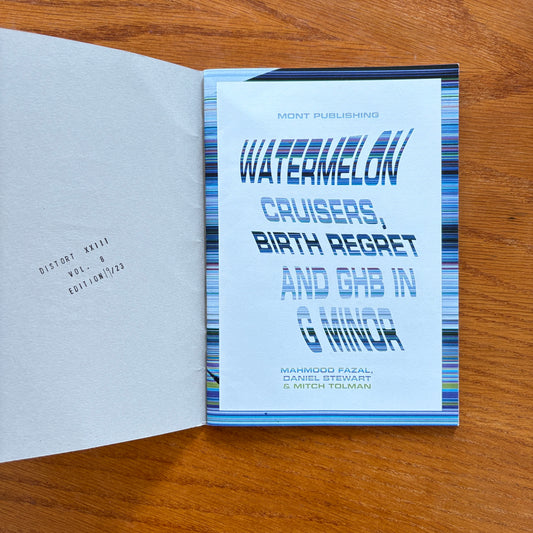 DISTORT XXIII
VOL. 8
EDITION 9/23
MONT PUBLISHING
WATERMELON
CRUISERS,
BIRTH REGRET
AND GHB IN
G MINOR
MAHMOOD FAZAL,
DANIEL STEWART
& MITCH TOLMAN